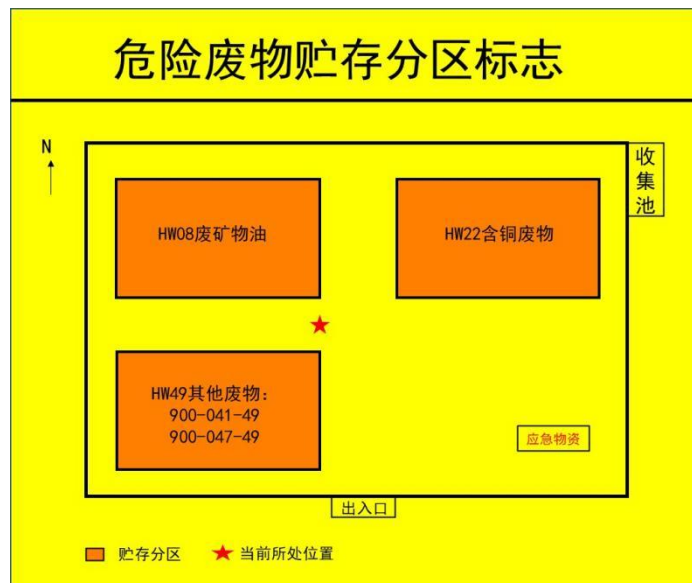 危险废物贮存分区标志
N
收集池
HW08废矿物油
HW22含铜废物
HW49其他废物:
900-041-49
900-047-49
应急物资
出入口
贮存分区
当前所处位置